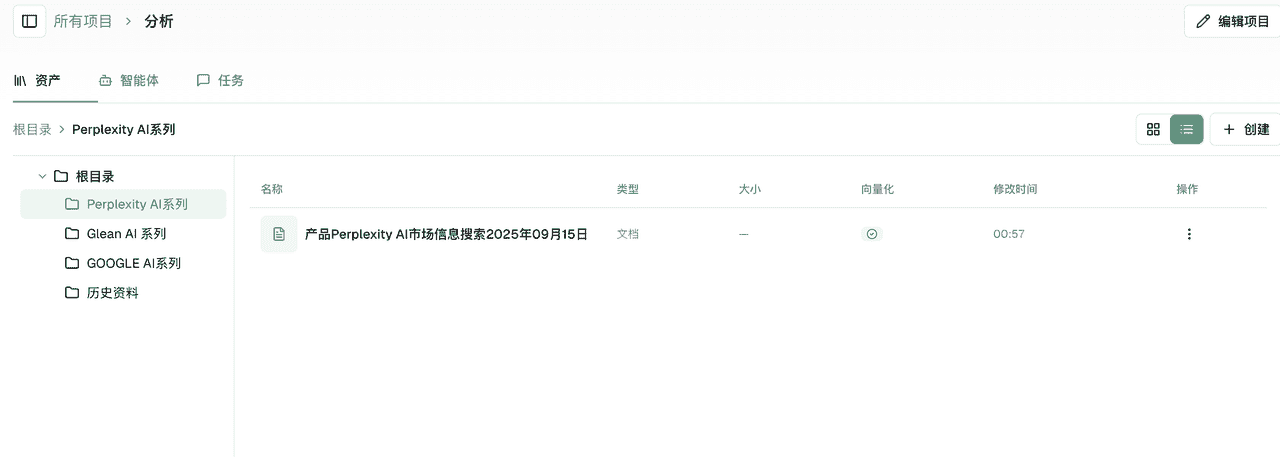 所有项目 > 分析
编辑项目
资产 智能体 任务
根目录 > Perplexity AI系列
创建
根目录
Perplexity AI系列
Glean AI 系列
GOOGLE AI系列
历史资料
名称 类型 大小 向量化 修改时间 操作
产品Perplexity AI市场信息搜索2025年09月15日 文档 — 00:57